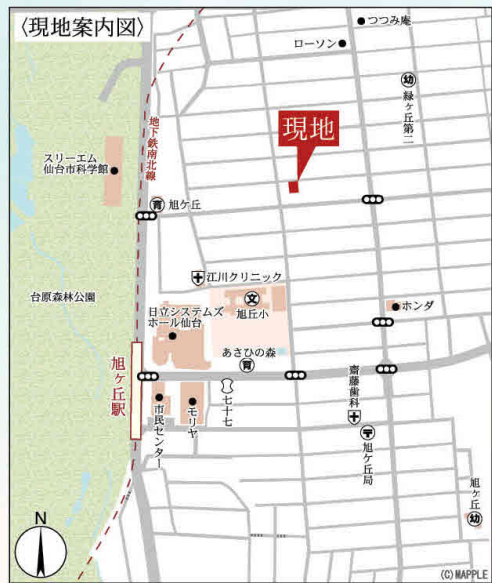 〈現地案内図〉
つつみ庵
ローソン
幼
緑ヶ丘第二
地下鉄南北線
現地
スリーエム
仙台市科学館
育
旭ケ丘
江川クリニック
台原森林公園
文
旭丘小
日立システムズ
ホール仙台
ホンダ
あさひの森
育
旭ヶ丘駅
七十七
齋藤歯科
市民センター
モリヤ
旭ケ丘局
旭ケ丘
幼
N
(C)MAPPLE